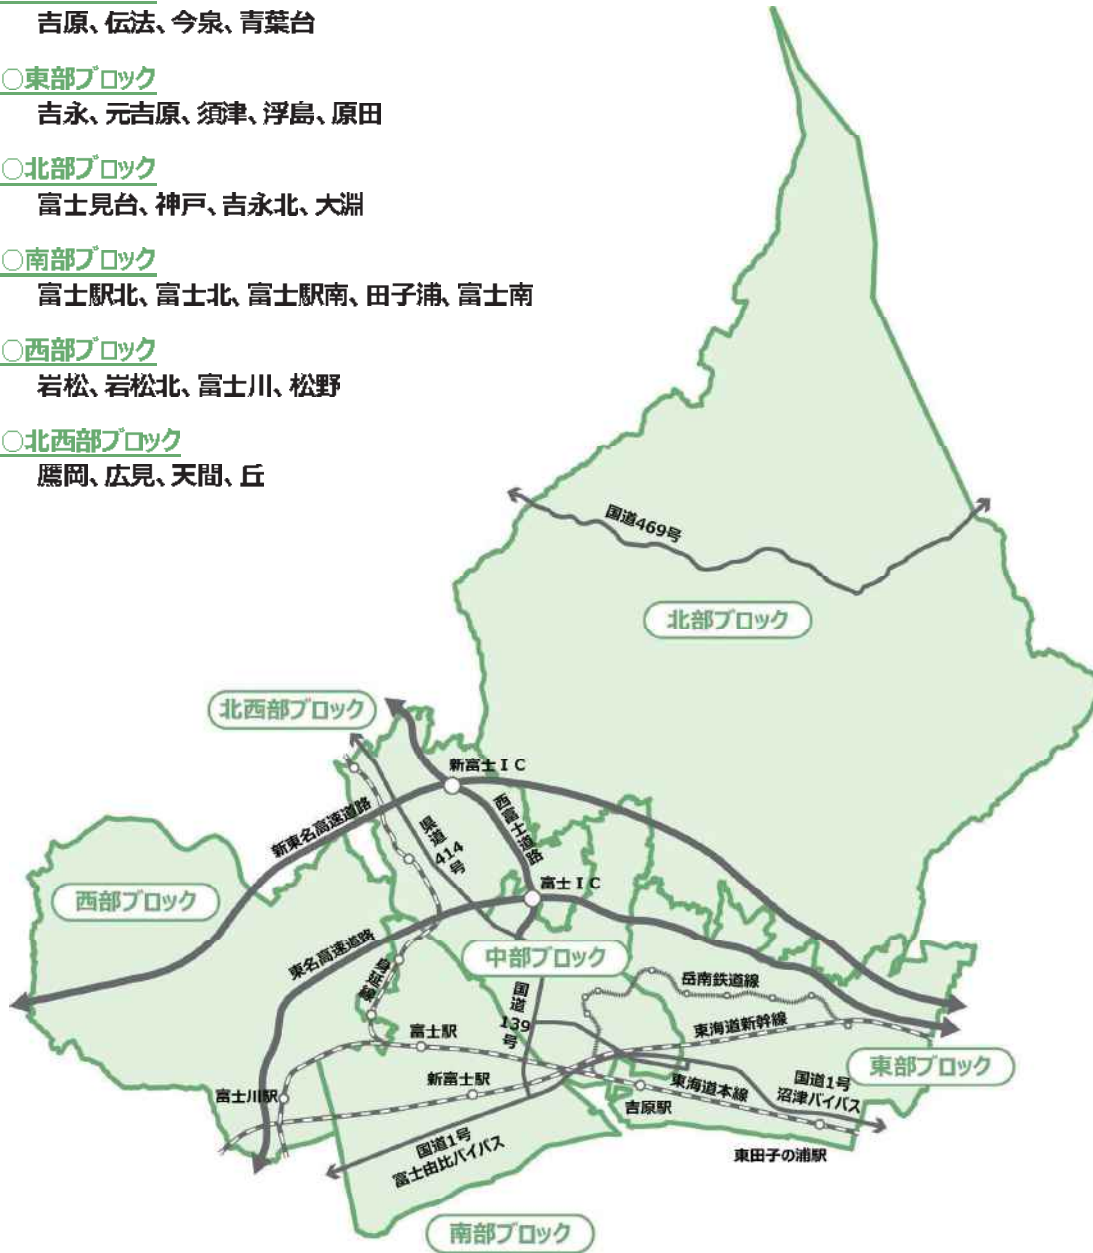 吉原、伝法、今泉、青葉台
○東部ブロック
吉永、元吉原、須津、浮島、原田
○北部ブロック
富士見台、神戸、吉永北、大淵
○南部ブロック
富士駅北、富士北、富士駅南、田子浦、富士南
○西部ブロック
岩松、岩松北、富士川、松野
○北西部ブロック
鷹岡、広見、天間、丘
国道469号
北部ブロック
北西部ブロック
新富士IC
新東名高速道路
県道414号
西富士道路
西部ブロック
富士IC
東名高速道路
身延線
中部ブロック
国道139号
岳南鉄道線
東海道新幹線
富士駅
新富士駅
富士川駅
東部ブロック
国道1号
沼津バイパス
東海道本線
吉原駅
東田子の浦駅
国道1号
富士由比バイパス
南部ブロック